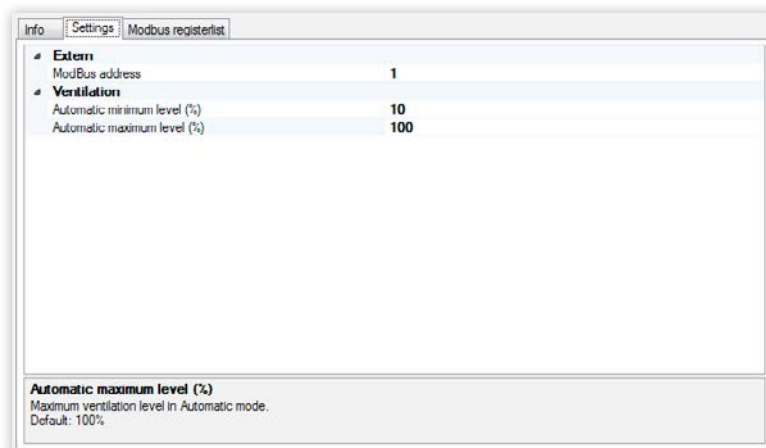 Info Settings Modbus registerlist
Extern
ModBus address 1
Ventilation
Automatic minimum level (%) 10
Automatic maximum level (%) 100
Automatic maximum level (%)
Maximum ventilation level in Automatic mode.
Default: 100%